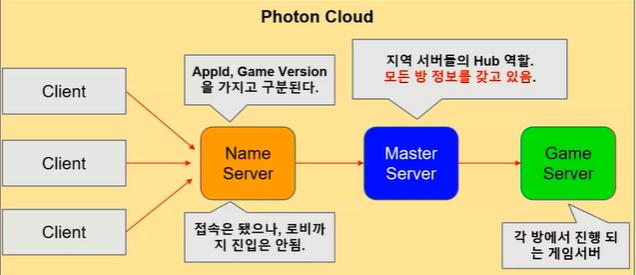 Photon Cloud
AppId, Game Version
을 가지고 구분된다.
지역 서버들의 Hub 역할.
모든 방 정보를 갖고 있음.
Client
Client
Client
Name
Server
Master
Server
Game
Server
접속은 됐으나, 로비까
지 진입은 안됨.
각 방에서 진행 되
는 게임서버